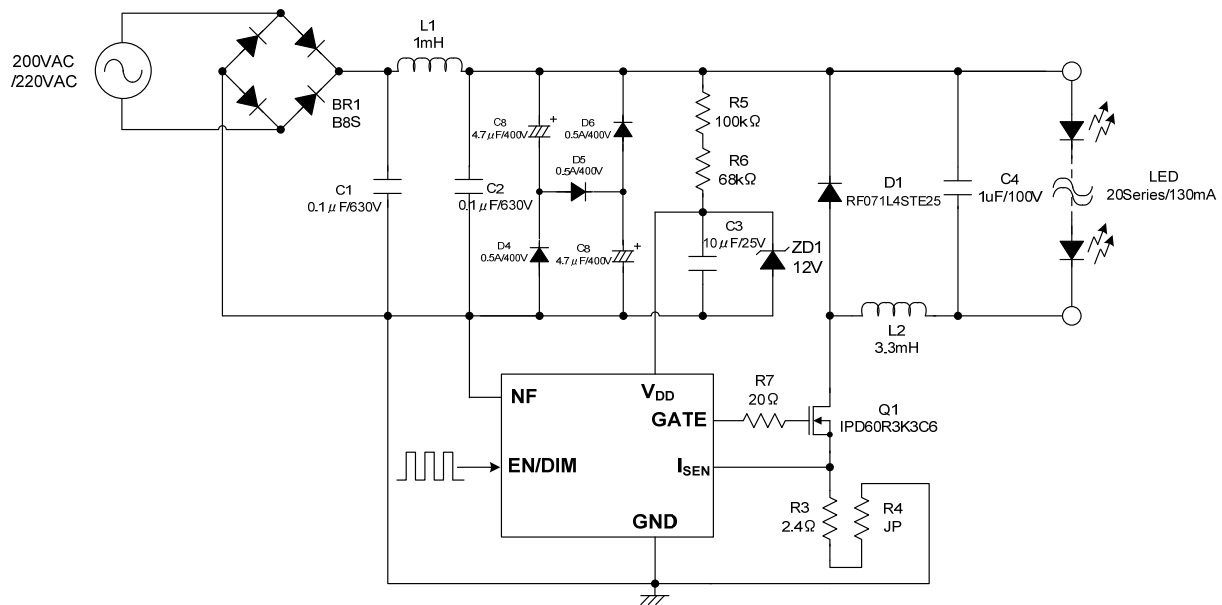 200VAC
/220VAC
BR1
B8S
L1
1mH
C1
0.1μF/630V
C2
0.1μF/630V
C8
4.7μF/400V
+
D6
0.5A/400V
D5
0.5A/400V
D4
0.5A/400V
C8
4.7μF/400V
+
R5
100kΩ
R6
68kΩ
C3
10μF/25V
ZD1
12V
D1
RF071L4STE25
C4
1uF/100V
LED
20Series/130mA
L2
3.3mH
NF
VDD
GATE
EN/DIM
ISEN
GND
R7
20Ω
Q1
IPD60R3K3C6
R3
2.4Ω
R4
JP